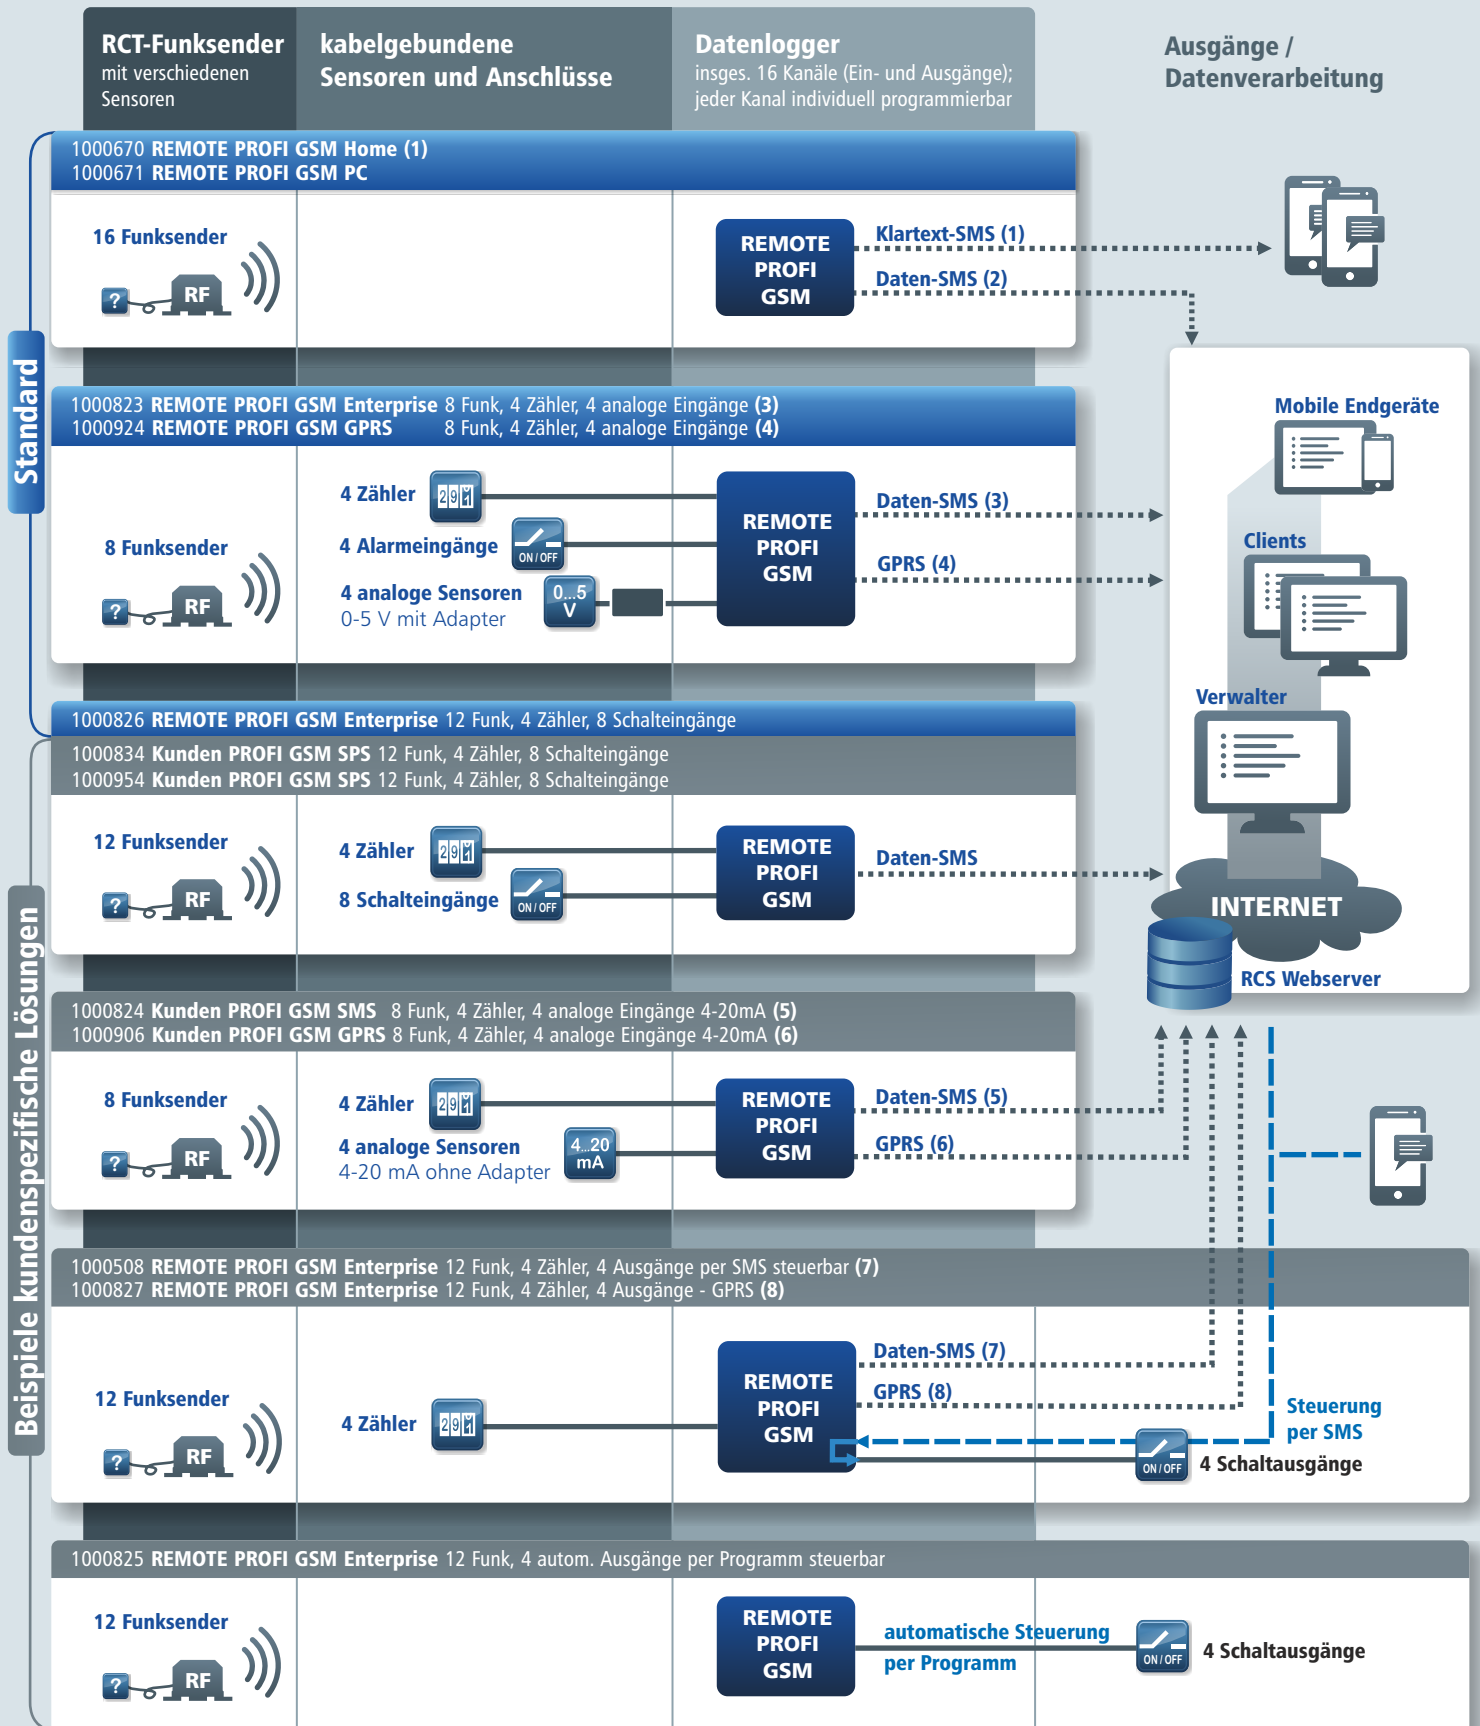 RCT-Funksender
mit verschiedenen
Sensoren
kabelgebundene
Sensoren und Anschlüsse
Datenlogger
insges. 16 Kanäle (Ein- und Ausgänge);
jeder Kanal individuell programmierbar
Ausgänge /
Datenverarbeitung
Standard
1000670 REMOTE PROFI GSM Home (1)
1000671 REMOTE PROFI GSM PC
16 Funksender
?
RF
REMOTE
PROFI
GSM
Klartext-SMS (1)
Daten-SMS (2)
1000823 REMOTE PROFI GSM Enterprise 8 Funk, 4 Zähler, 4 analoge Eingänge (3)
1000924 REMOTE PROFI GSM GPRS 8 Funk, 4 Zähler, 4 analoge Eingänge (4)
8 Funksender
?
RF
4 Zähler
291
4 Alarmeingänge
ON / OFF
4 analoge Sensoren
0-5 V mit Adapter
0...5
V
REMOTE
PROFI
GSM
Daten-SMS (3)
GPRS (4)
Mobile Endgeräte
Clients
Verwalter
INTERNET
RCS Webserver
1000826 REMOTE PROFI GSM Enterprise 12 Funk, 4 Zähler, 8 Schalteingänge
Beispiele kundenspezifische Lösungen
1000834 Kunden PROFI GSM SPS 12 Funk, 4 Zähler, 8 Schalteingänge
1000954 Kunden PROFI GSM SPS 12 Funk, 4 Zähler, 8 Schalteingänge
12 Funksender
?
RF
4 Zähler
291
8 Schalteingänge
ON / OFF
REMOTE
PROFI
GSM
Daten-SMS
1000824 Kunden PROFI GSM SMS 8 Funk, 4 Zähler, 4 analoge Eingänge 4-20mA (5)
1000906 Kunden PROFI GSM GPRS 8 Funk, 4 Zähler, 4 analoge Eingänge 4-20mA (6)
8 Funksender
?
RF
4 Zähler
291
4 analoge Sensoren
4-20 mA ohne Adapter
4...20
mA
REMOTE
PROFI
GSM
Daten-SMS (5)
GPRS (6)
1000508 REMOTE PROFI GSM Enterprise 12 Funk, 4 Zähler, 4 Ausgänge per SMS steuerbar (7)
1000827 REMOTE PROFI GSM Enterprise 12 Funk, 4 Zähler, 4 Ausgänge - GPRS (8)
12 Funksender
?
RF
4 Zähler
291
REMOTE
PROFI
GSM
Daten-SMS (7)
GPRS (8)
Steuerung
per SMS
ON / OFF
4 Schaltausgänge
1000825 REMOTE PROFI GSM Enterprise 12 Funk, 4 autom. Ausgänge per Programm steuerbar
12 Funksender
?
RF
REMOTE
PROFI
GSM
automatische Steuerung
per Programm
ON / OFF
4 Schaltausgänge